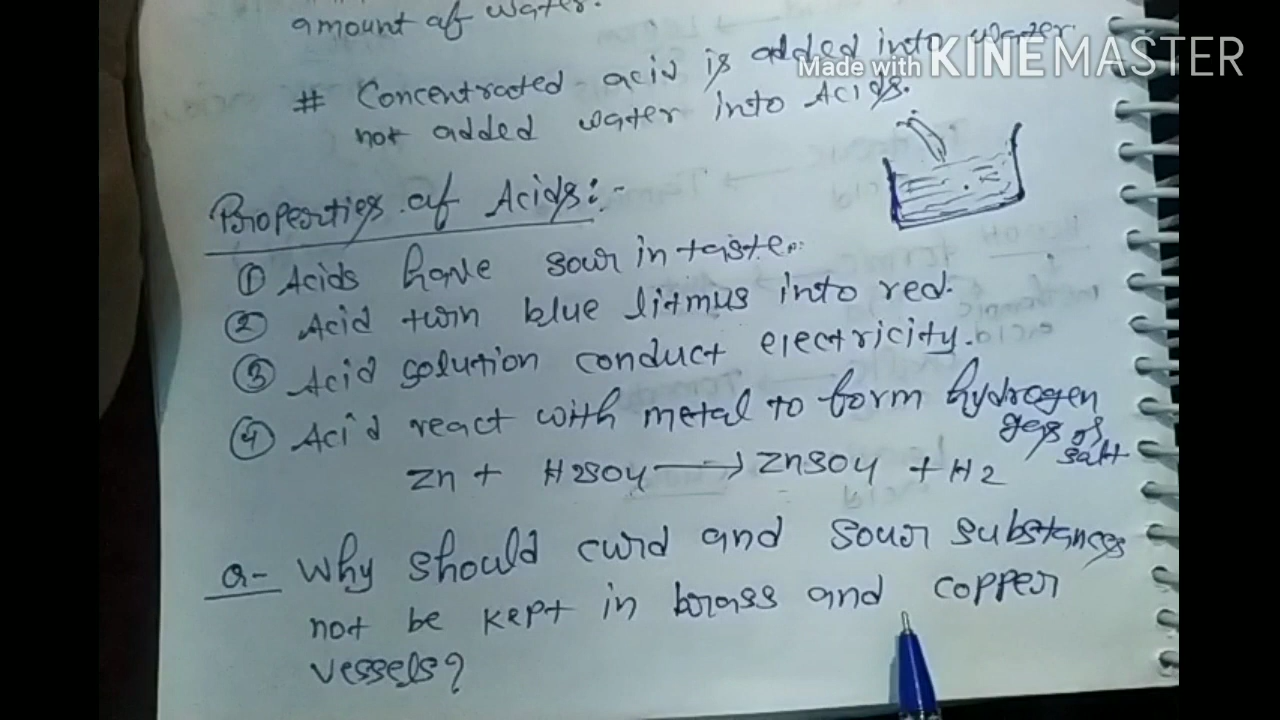 amount of water.
# Concentrated acid is added into water
not added water into Acids.
Made with KINEMASTER
Properties of Acids:-
① Acids have sour in taste.
② Acid turn blue litmus into red.
③ Acid solution conduct electricity.
④ Acid react with metal to form hydrogen
gas & salt
Zn + H2SO4 ⟶ ZnSO4 + H2
Q- Why should curd and sour substances
not be kept in brass and copper
vessels?